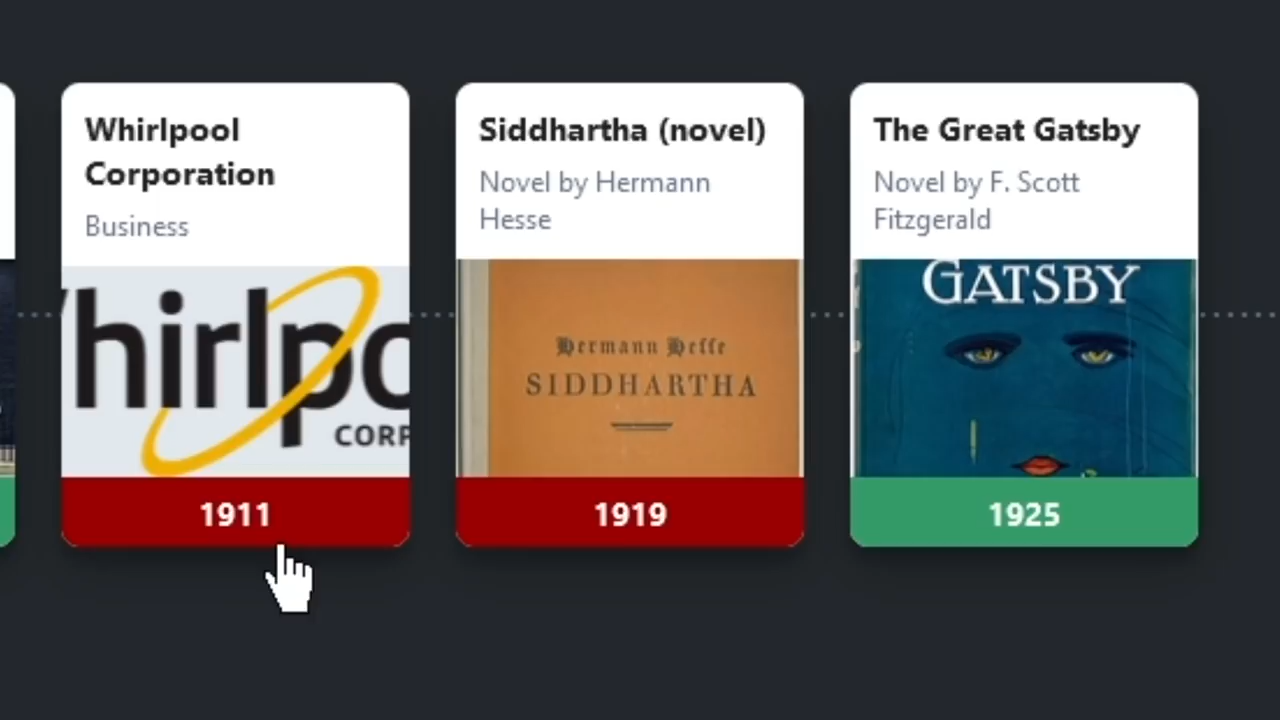 Whirlpool
Corporation
Business
hirlpo
CORP
1911
Siddhartha (novel)
Novel by Hermann
Hesse
Hermann Hesse
SIDDHARTHA
1919
The Great Gatsby
Novel by F. Scott
Fitzgerald
GATSBY
1925